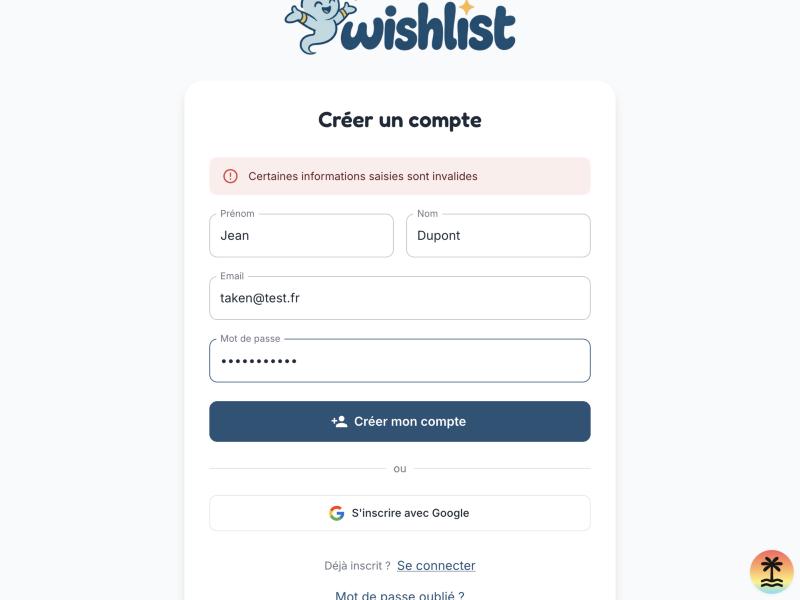 wishlist
Créer un compte
Certaines informations saisies sont invalides
Prénom
Jean
Nom
Dupont
Email
taken@test.fr
Mot de passe
•••••••••••
Créer mon compte
ou
S'inscrire avec Google
Déjà inscrit ? Se connecter
Mot de passe oublié ?